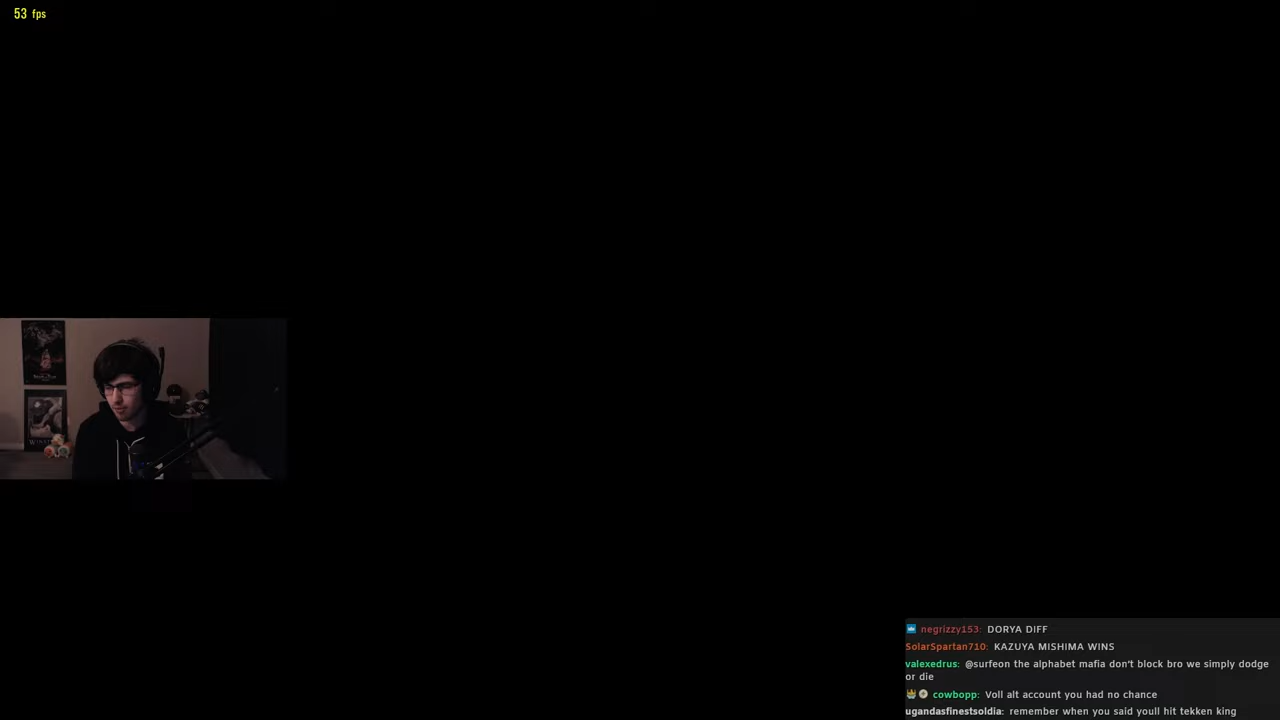 53 fps
negrizzy153: DORYA DIFF
SolarSpartan710: KAZUYA MISHIMA WINS
valexedrus: @surfeon the alphabet mafia don't block bro we simply dodge
or die
cowbopp: Voll alt account you had no chance
ugandasfinestsoldia: remember when you said youll hit tekken king